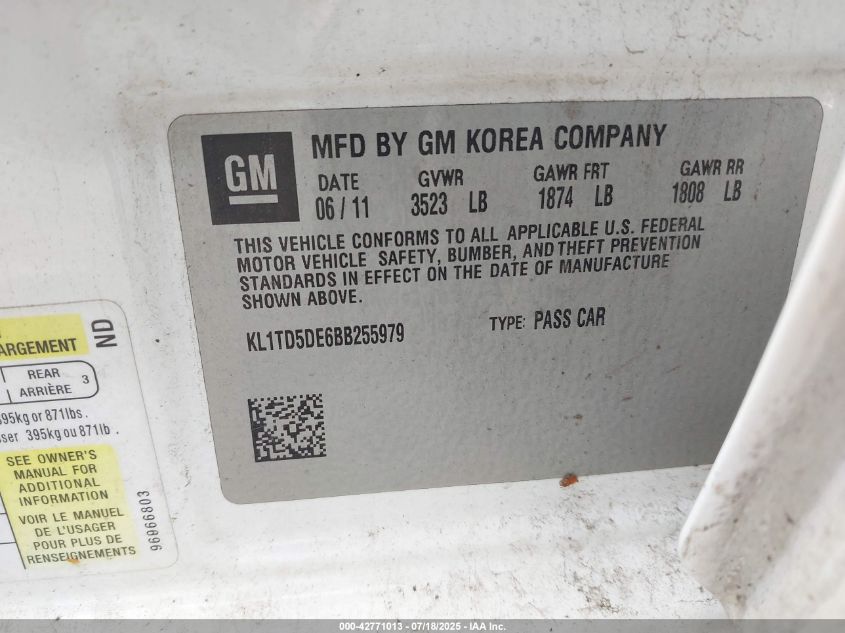 GM
MFD BY GM KOREA COMPANY
DATE GVWR GAWR FRT GAWR RR
06 / 11 3523 LB 1874 LB 1808 LB
THIS VEHICLE CONFORMS TO ALL APPLICABLE U.S. FEDERAL
MOTOR VEHICLE SAFETY, BUMBER, AND THEFT PREVENTION
STANDARDS IN EFFECT ON THE DATE OF MANUFACTURE
SHOWN ABOVE.
KL1TD5DE6BB255979 TYPE: PASS CAR
ARGEMENT
ND
REAR
ARRIÈRE 3
395kg or 871lbs.
395kg ou 871lb.
SEE OWNER'S
MANUAL FOR
ADDITIONAL
INFORMATION
VOIR LE MANUEL
DE L'USAGER
POUR PLUS DE
RENSEIGNEMENTS
96966803
000-42771013 - 07/18/2025 - IAA Inc.